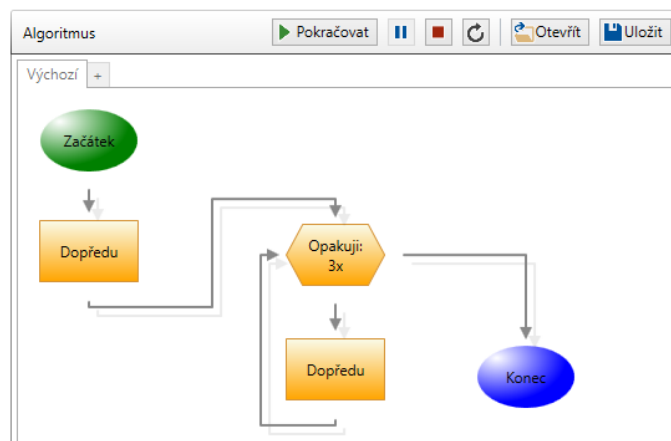 Algoritmus
Pokračovat
Otevřít
Uložit
Výchozí
+
Začátek
Dopředu
Opakuji:
3x
Dopředu
Konec